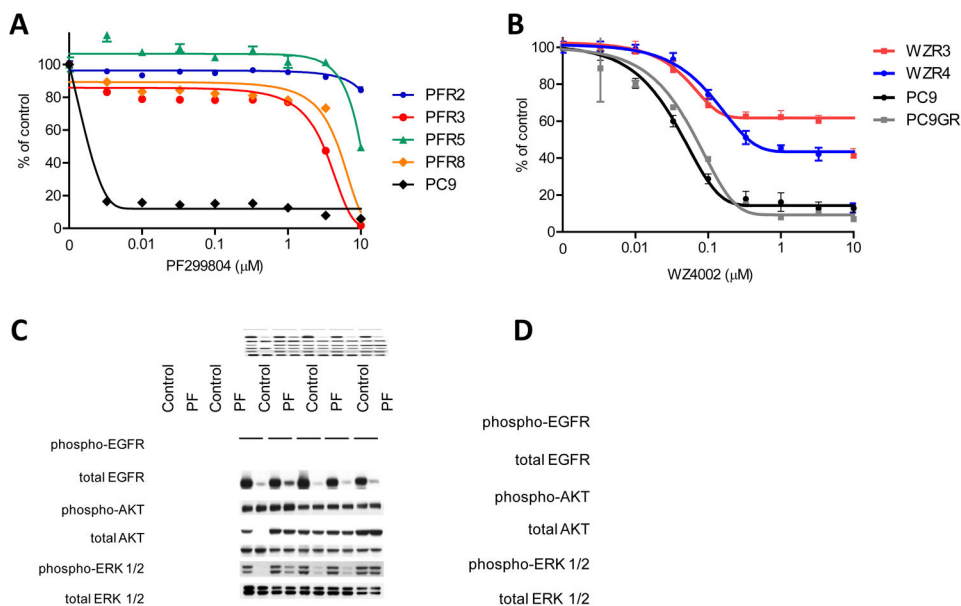 A
% of control
100
80
60
40
20
0
0 0.01 0.1 1 10
PF299804 (µM)
PFR2
PFR3
PFR5
PFR8
PC9
B
% of control
100
80
60
40
20
0
0 0.01 0.1 1 10
WZ4002 (µM)
WZR3
WZR4
PC9
PC9GR
C
Control PF Control PF Control PF Control PF Control PF
phospho-EGFR
total EGFR
phospho-AKT
total AKT
phospho-ERK 1/2
total ERK 1/2
D
phospho-EGFR
total EGFR
phospho-AKT
total AKT
phospho-ERK 1/2
total ERK 1/2